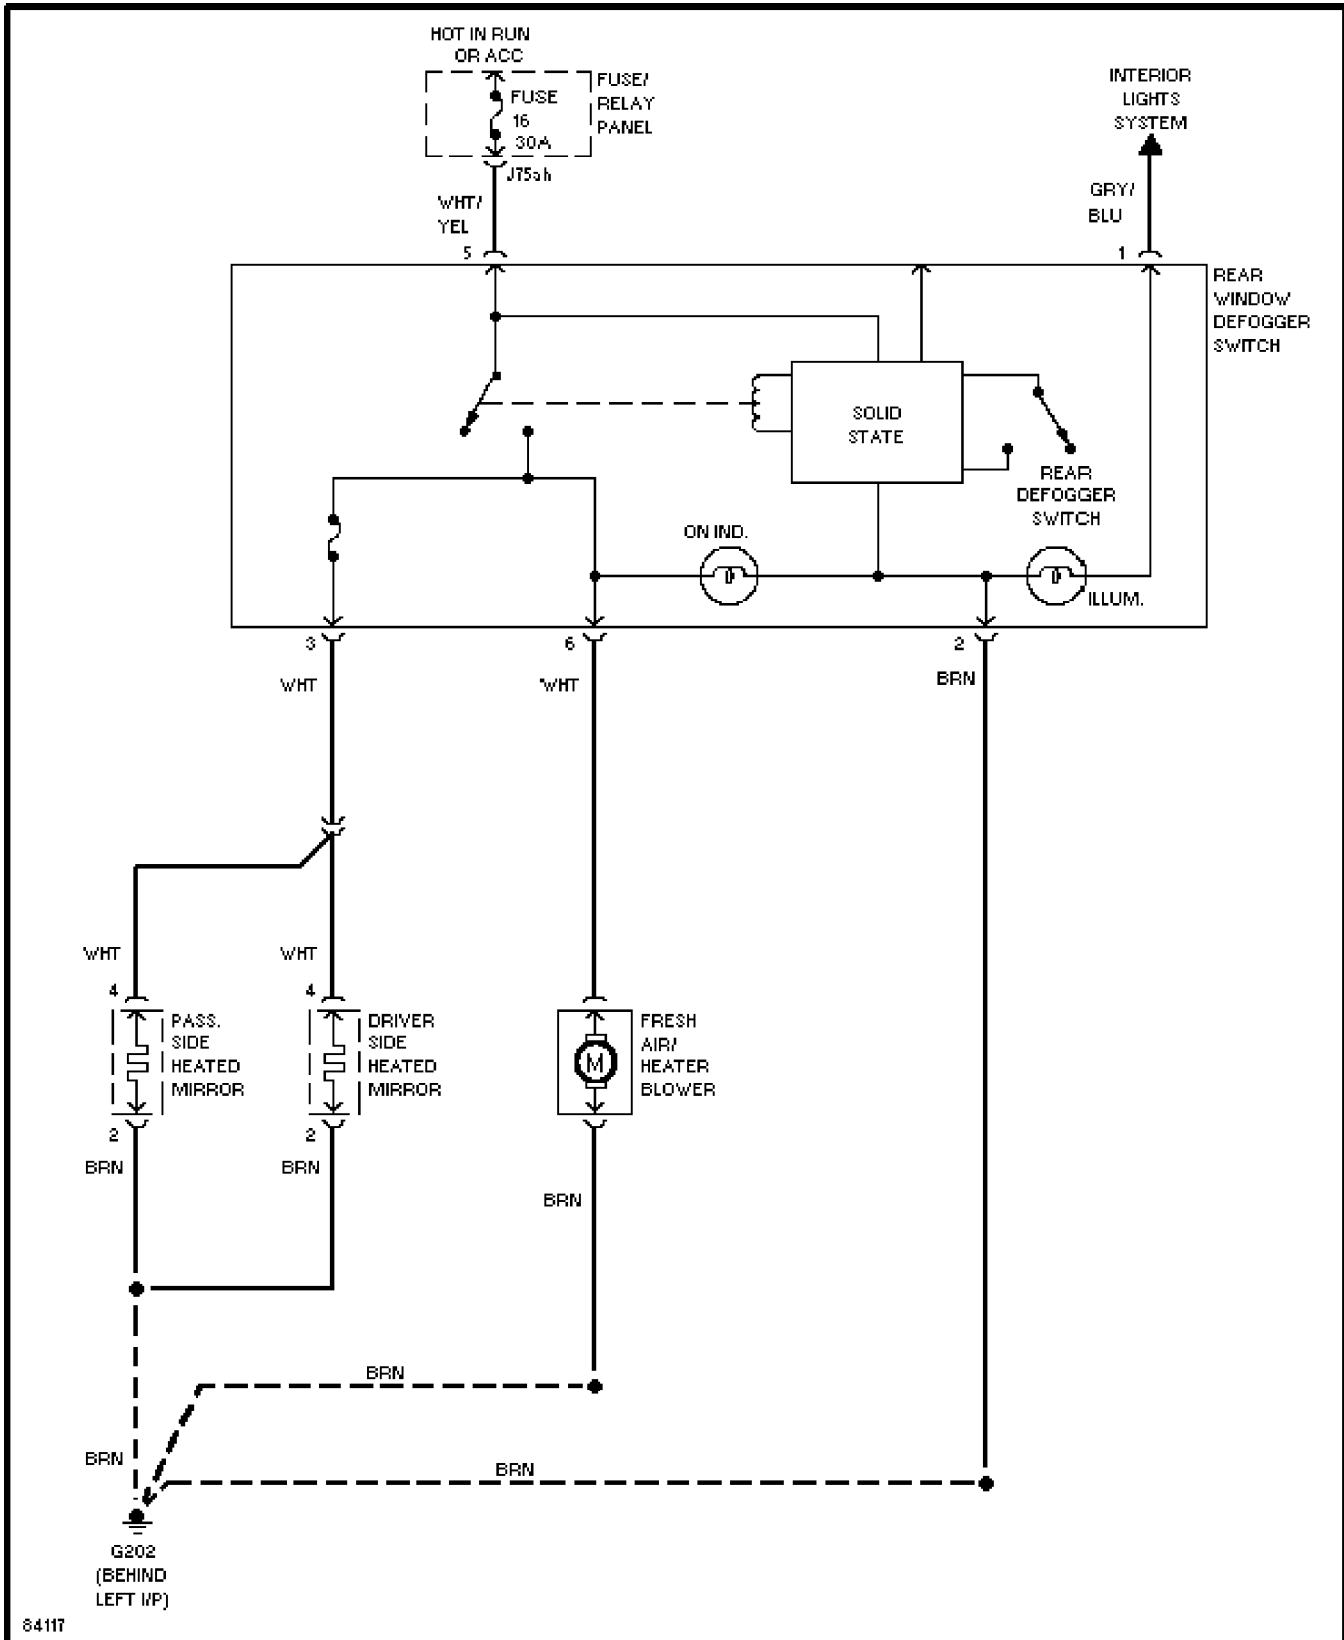 HOT IN RUN
OR ACC
FUSE/
RELAY
PANEL
FUSE
16
30A
J75ah
WHT/
YEL
5
INTERIOR
LIGHTS
SYSTEM
GRY/
BLU
1
REAR
WINDOW
DEFOGGER
SWITCH
SOLID
STATE
REAR
DEFOGGER
SWITCH
ON IND.
ILLUM.
3
6
2
WHT
WHT
BRN
WHT
WHT
4
4
PASS.
SIDE
HEATED
MIRROR
DRIVER
SIDE
HEATED
MIRROR
M
FRESH
AIR/
HEATER
BLOWER
2
2
BRN
BRN
BRN
BRN
BRN
BRN
G202
(BEHIND
LEFT I/P)
84117